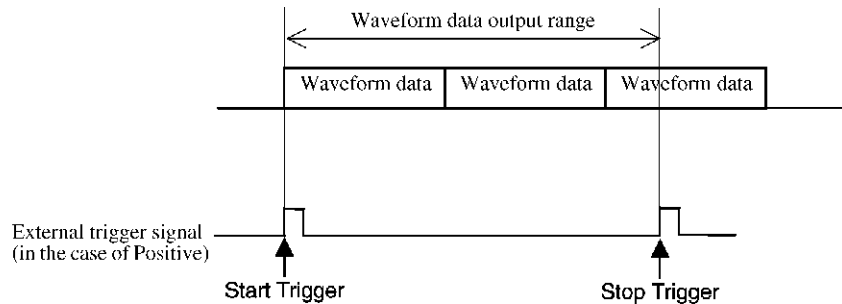 Waveform data output range
Waveform data Waveform data Waveform data
External trigger signal
(in the case of Positive)
Start Trigger Stop Trigger